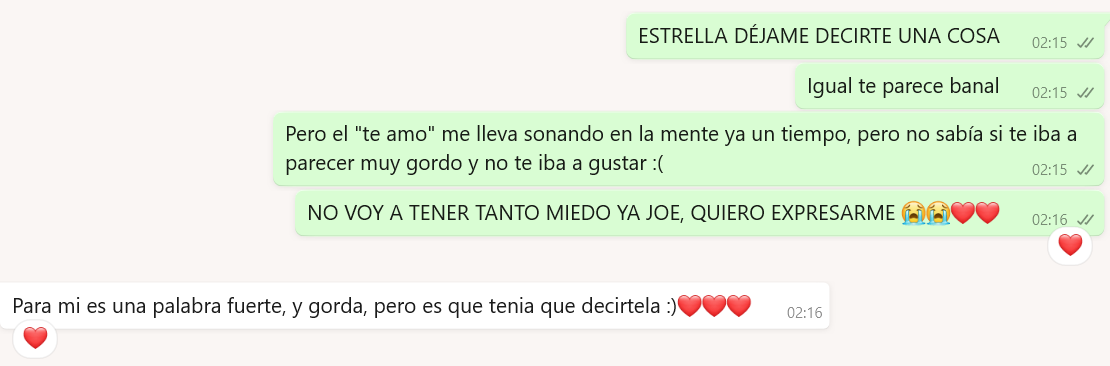 ESTRELLA DÉJAME DECIRTE UNA COSA
02:15
Igual te parece banal
02:15
Pero el "te amo" me lleva sonando en la mente ya un tiempo, pero no sabía si te iba a
parecer muy gordo y no te iba a gustar :(
02:15
NO VOY A TENER TANTO MIEDO YA JOE, QUIERO EXPRESARME 😭😭❤️❤️
02:16
❤️
Para mi es una palabra fuerte, y gorda, pero es que tenia que decirtela :)❤️❤️❤️
02:16
❤️